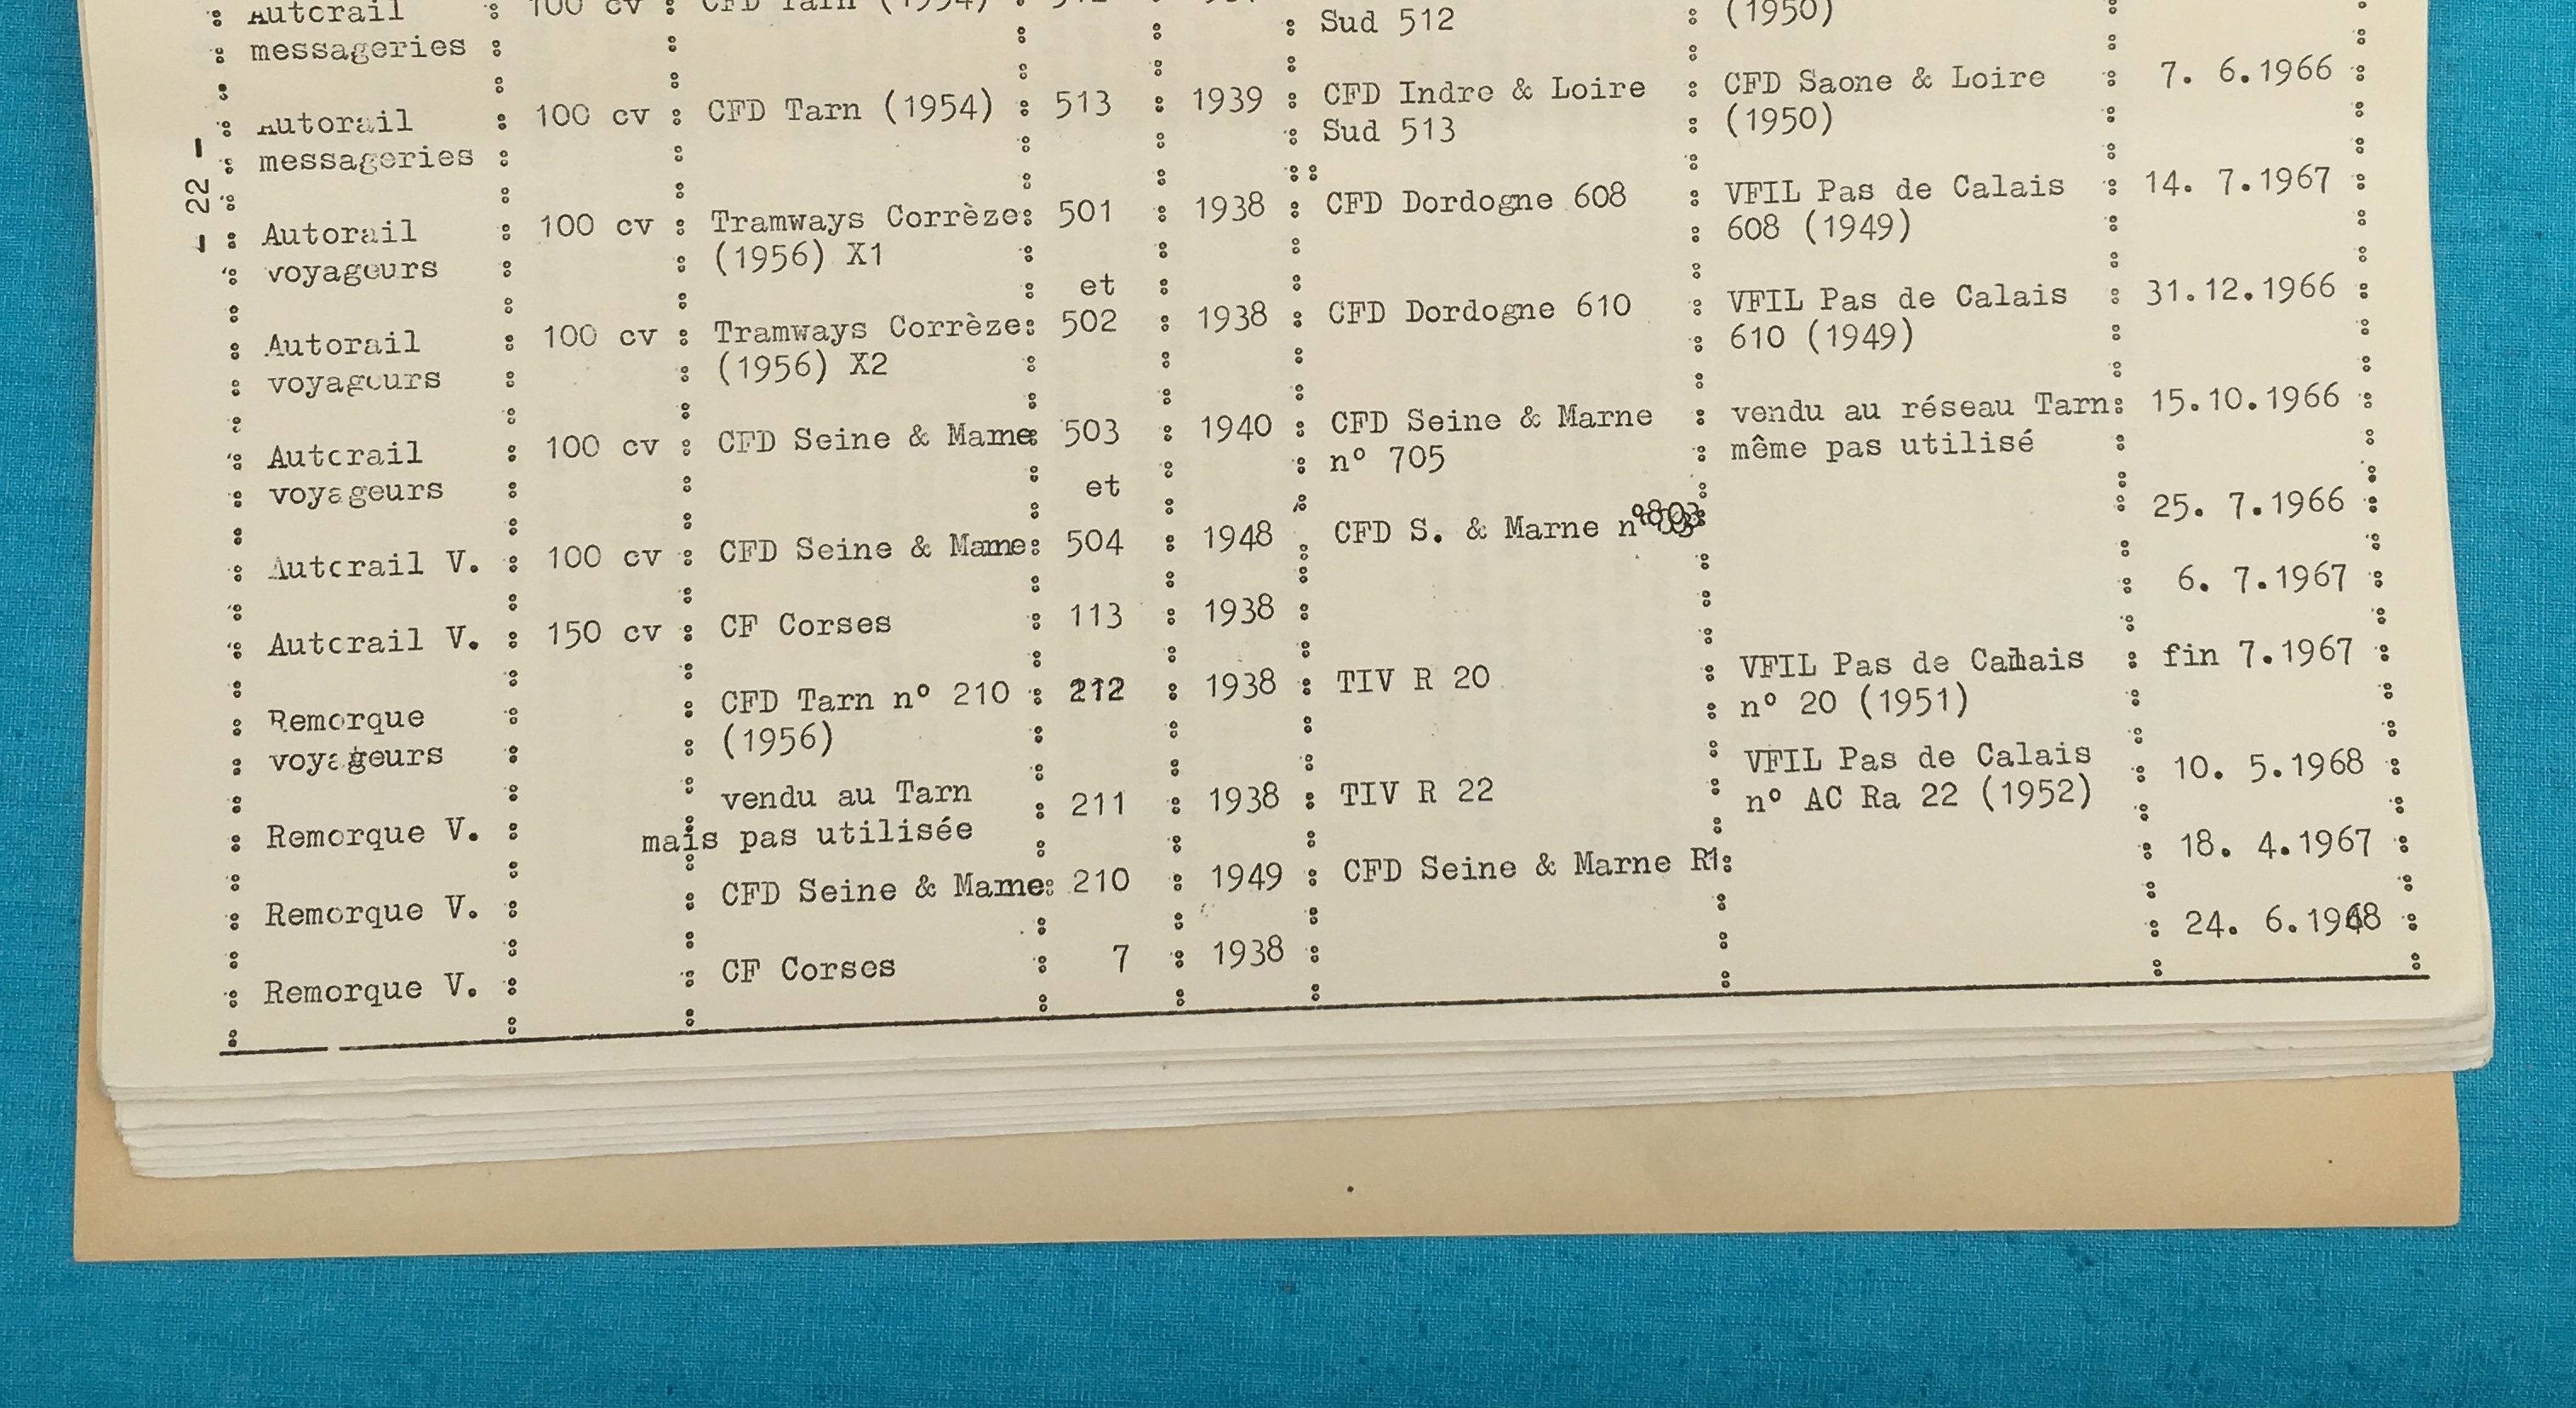 Autorail : 100 cv : CFD Tarn (1954) : : : Sud 512 : (1950) :
messageries :
Autorail : 100 cv : CFD Tarn (1954) : 513 : 1939 : CFD Indre & Loire : CFD Saone & Loire : 7. 6.1966 :
messageries : : Sud 513 : (1950)
- 22 -
Autorail : 100 cv : Tramways Corrèze: 501 : 1938 : CFD Dordogne 608 : VFIL Pas de Calais : 14. 7.1967 :
voyageurs : : (1956) X1 : 608 (1949)
et
Autorail : 100 cv : Tramways Corrèze: 502 : 1938 : CFD Dordogne 610 : VFIL Pas de Calais : 31.12.1966 :
voyageurs : : (1956) X2 : 610 (1949)
Autorail : 100 cv : CFD Seine & Marne: 503 : 1940 : CFD Seine & Marne : vendu au réseau Tarn: 15.10.1966 :
voyageurs : : n° 705 : même pas utilisé
et
Autorail V. : 100 cv : CFD Seine & Marne: 504 : 1948 : CFD S. & Marne n° : 25. 7.1966 :
Autorail V. : 150 cv : CF Corses : 113 : 1938 : : 6. 7.1967 :
Remorque : : CFD Tarn n° 210 : 212 : 1938 : TIV R 20 : VFIL Pas de Calais : fin 7.1967 :
voyageurs : : (1956) : n° 20 (1951)
Remorque V. : vendu au Tarn : 211 : 1938 : TIV R 22 : VFIL Pas de Calais : 10. 5.1968 :
mais pas utilisée : n° AC Ra 22 (1952)
Remorque V. : : CFD Seine & Marne: 210 : 1949 : CFD Seine & Marne R1: : 18. 4.1967 :
Remorque V. : : CF Corses : 7 : 1938 : : 24. 6.1968 :